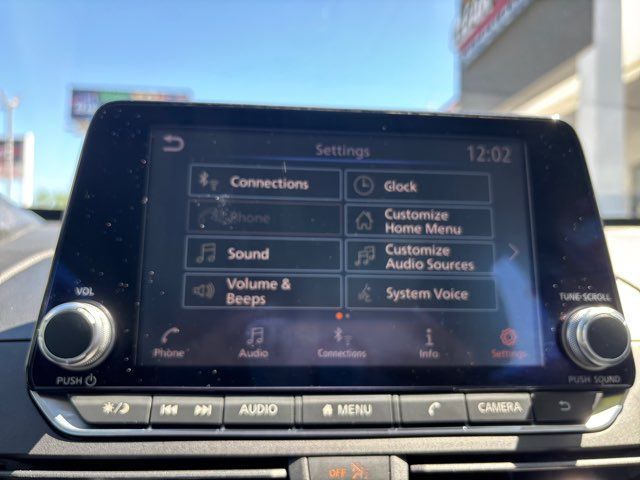 Settings
12:02
Connections
Clock
Phone
Customize
Home Menu
Sound
Customize
Audio Sources
Volume &
Beeps
System Voice
Phone
Audio
Connections
Info
Settings
VOL
TUNE·SCROLL
PUSH
PUSH SOUND
AUDIO
MENU
CAMERA
OFF